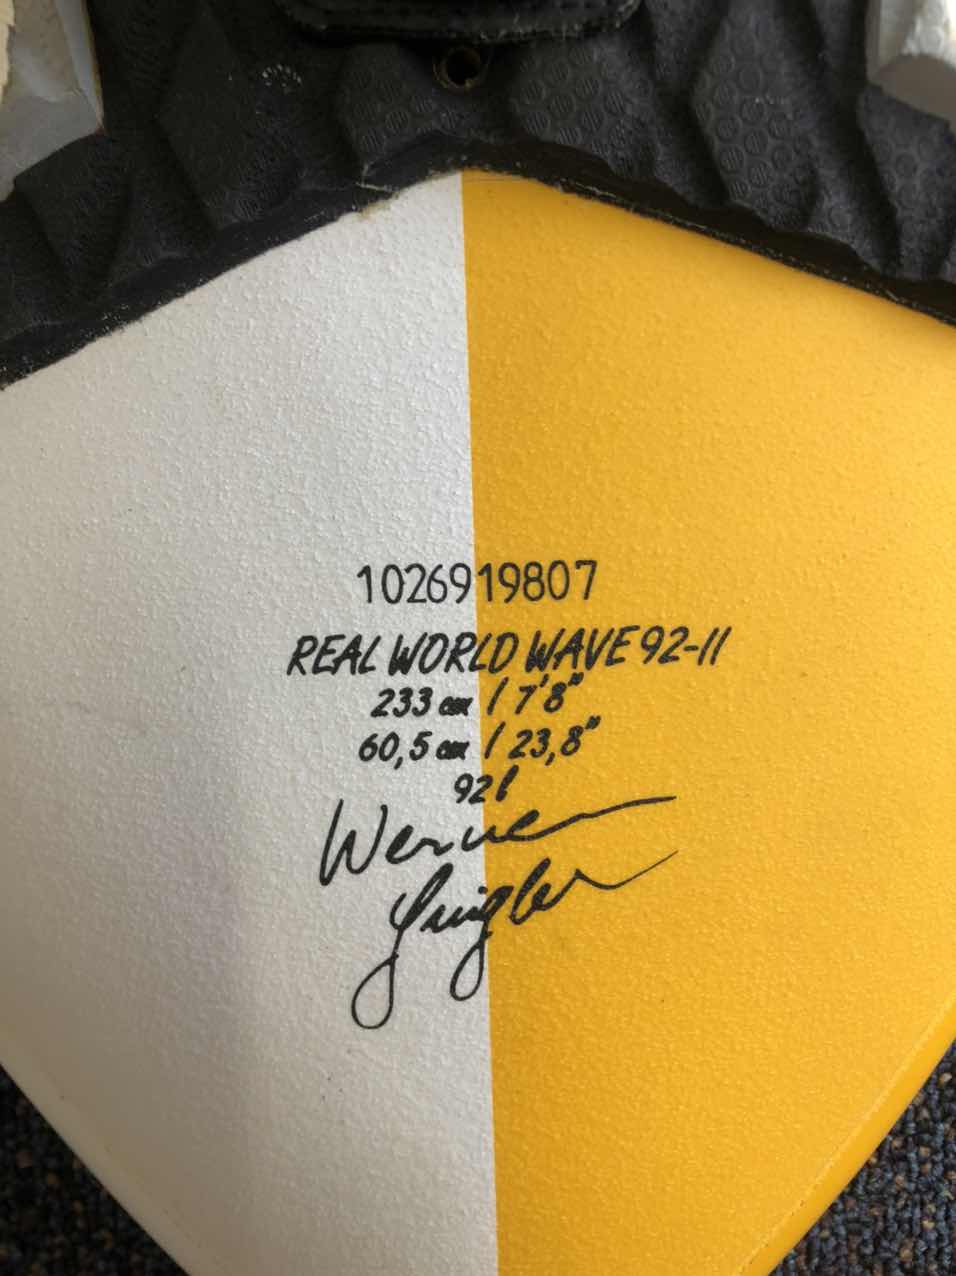 1026919807
REAL WORLD WAVE 92-11
233 cm / 7'8"
60,5 cm / 23,8"
92 l
Werner
Gnigler